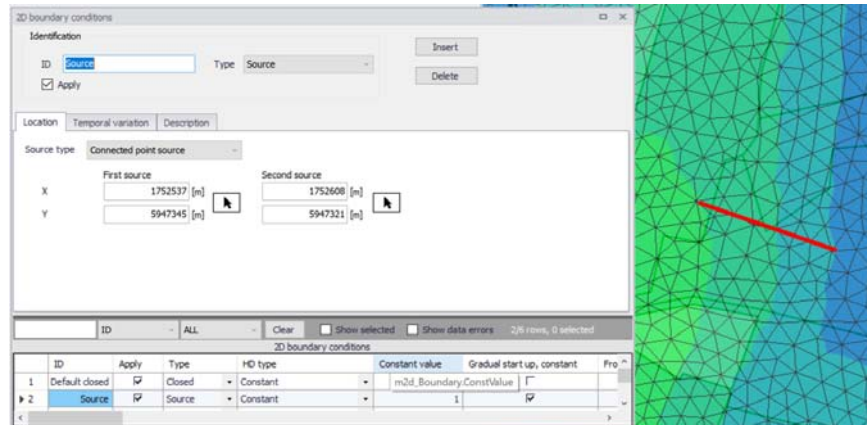 2D boundary conditions
Identification
ID Source Type Source
Apply
Insert
Delete
Location Temporal variation Description
Source type Connected point source
First source Second source
X 1752537 [m] 1752608 [m]
Y 5947345 [m] 5947321 [m]
ID ALL Clear Show selected Show data errors 2/6 rows, 0 selected
2D boundary conditions
ID Apply Type HD type Constant value Gradual start up, constant Fro
1 Default closed Closed Constant m2d_Boundary.ConstValue
2 Source Source Constant 1